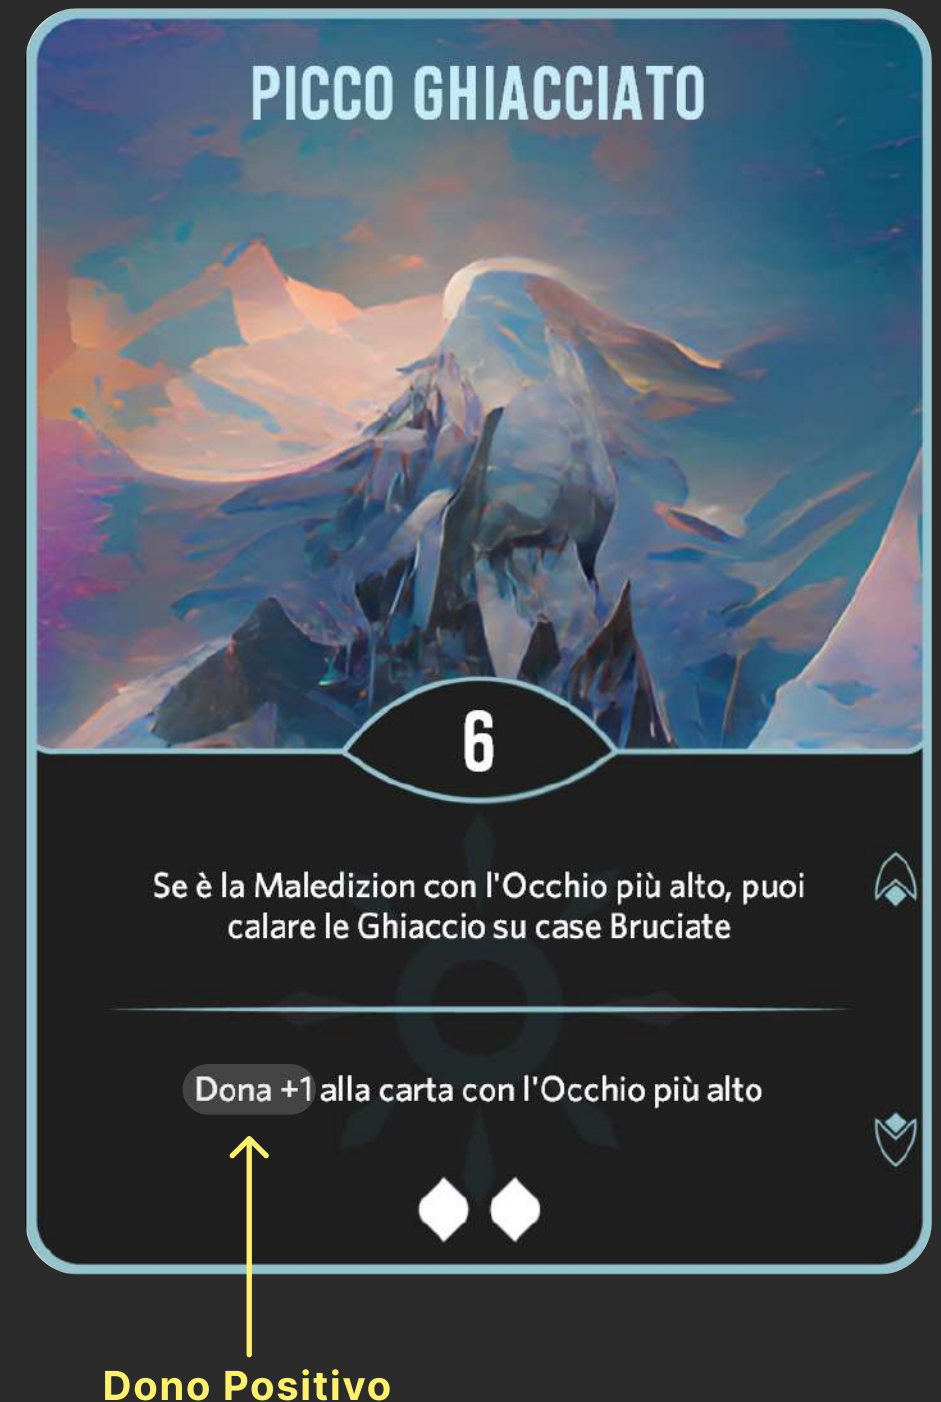 PICCO GHIACCIATO
6
Se è la Maledizion con l'Occhio più alto, puoi
calare le Ghiaccio su case Bruciate
Dona +1 alla carta con l'Occhio più alto
Dono Positivo